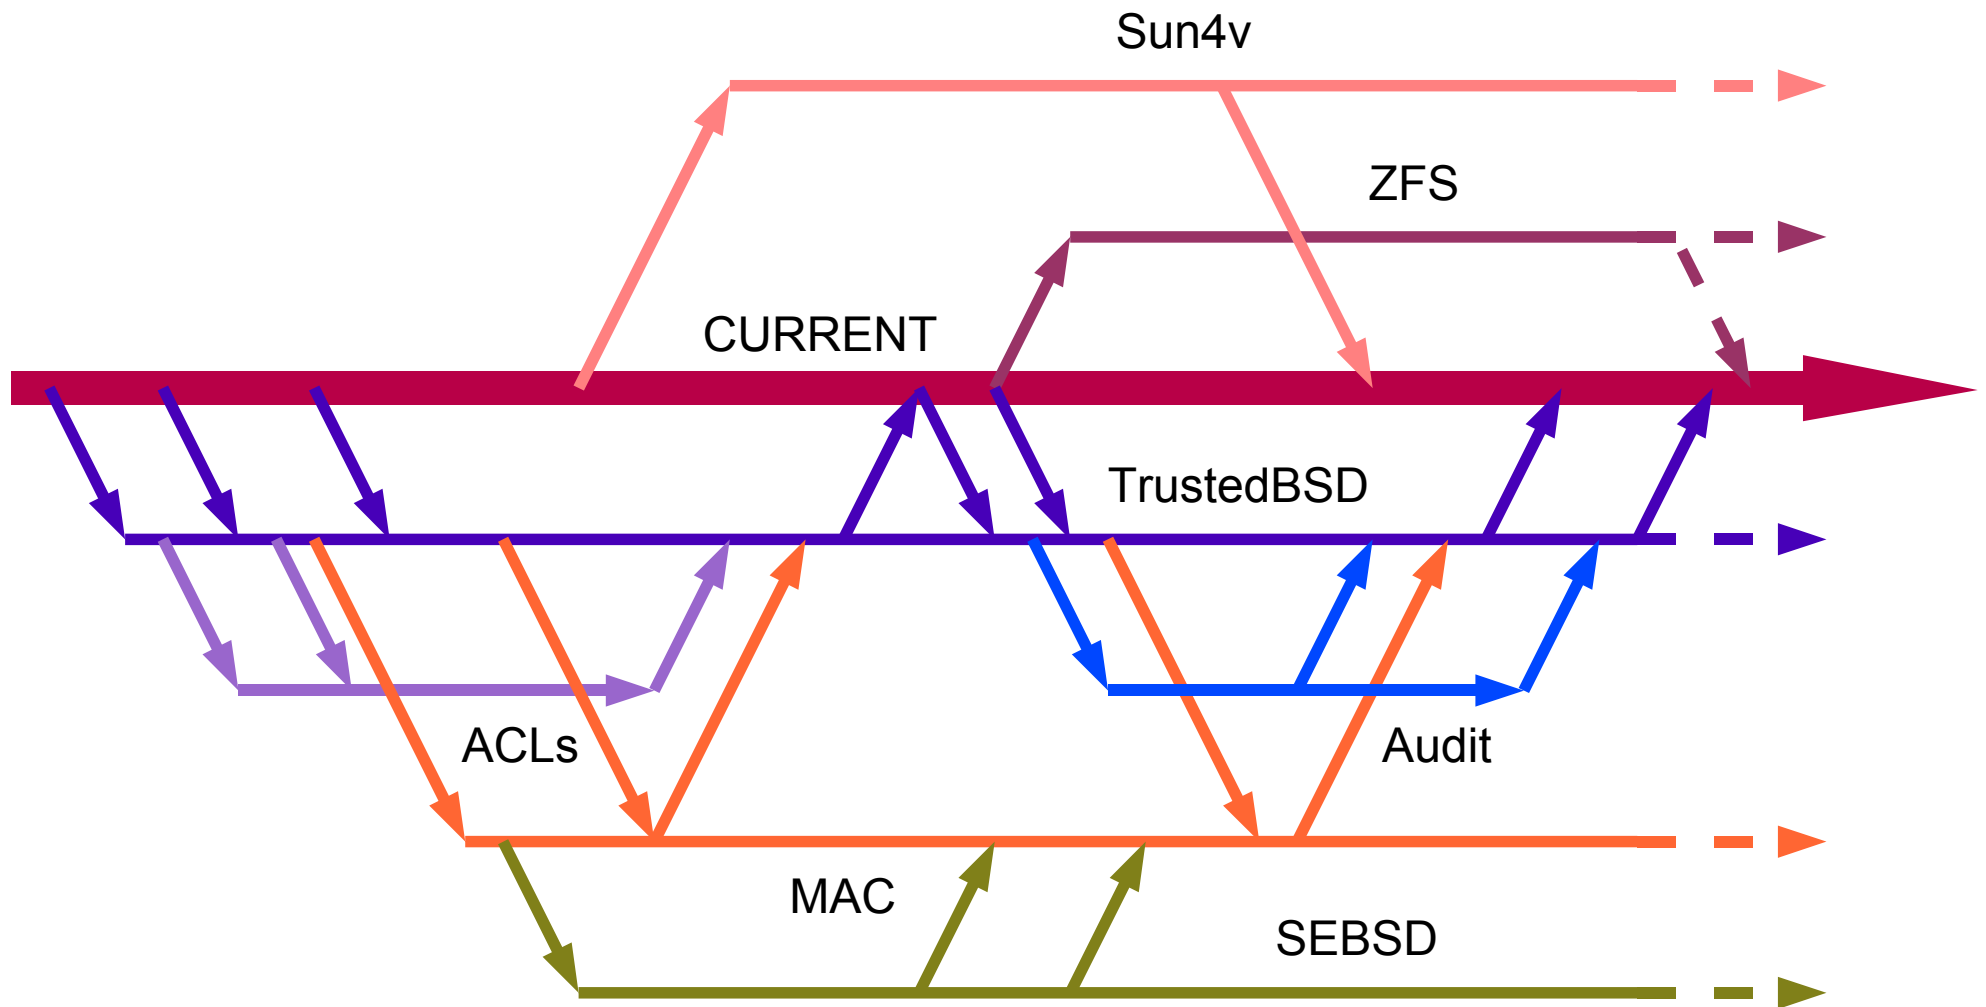 Sun4v
ZFS
CURRENT
TrustedBSD
ACLs
Audit
MAC
SEBSD